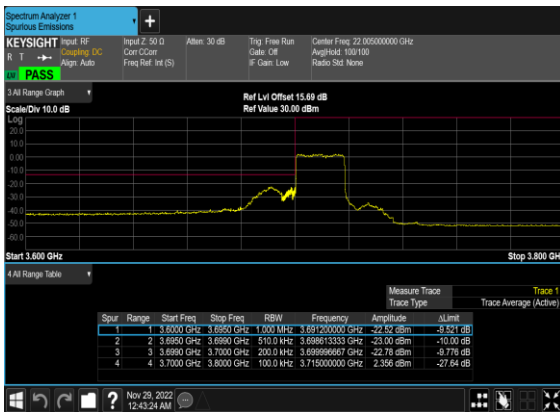 Spectrum Analyzer 1
Spurious Emissions
+
KEYSIGHT Input: RF Input Z: 50 Ω Atten: 30 dB Trig: Free Run Center Freq: 22.005000000 GHz
R T Coupling: DC Corr CCorr Gate: Off Avg|Hold: 100/100
Align: Auto Freq Ref: Int (S) IF Gain: Low Radio Std: None
PASS
3 All Range Graph
Ref Lvl Offset 15.69 dB
Scale/Div 10.0 dB Ref Value 30.00 dBm
Log
20.0
10.0
0.00
-10.0
-20.0
-30.0
-40.0
-50.0
-60.0
Start 3.600 GHz Stop 3.800 GH
4 All Range Table
Measure Trace Trace 1
Trace Type Trace Average (Active)
Spur Range Start Freq Stop Freq RBW Frequency Amplitude ΔLimit
1 1 3.6000 GHz 3.6950 GHz 1.000 MHz 3.691200000 GHz -22.52 dBm -9.521 dB
2 2 3.6950 GHz 3.6990 GHz 510.0 kHz 3.698613333 GHz -23.00 dBm -10.00 dB
3 3 3.6990 GHz 3.7000 GHz 200.0 kHz 3.699996667 GHz -22.78 dBm -9.776 dB
4 4 3.7000 GHz 3.8000 GHz 100.0 kHz 3.715000000 GHz 2.356 dBm -27.64 dB
? Nov 29, 2022
12:43:24 AM